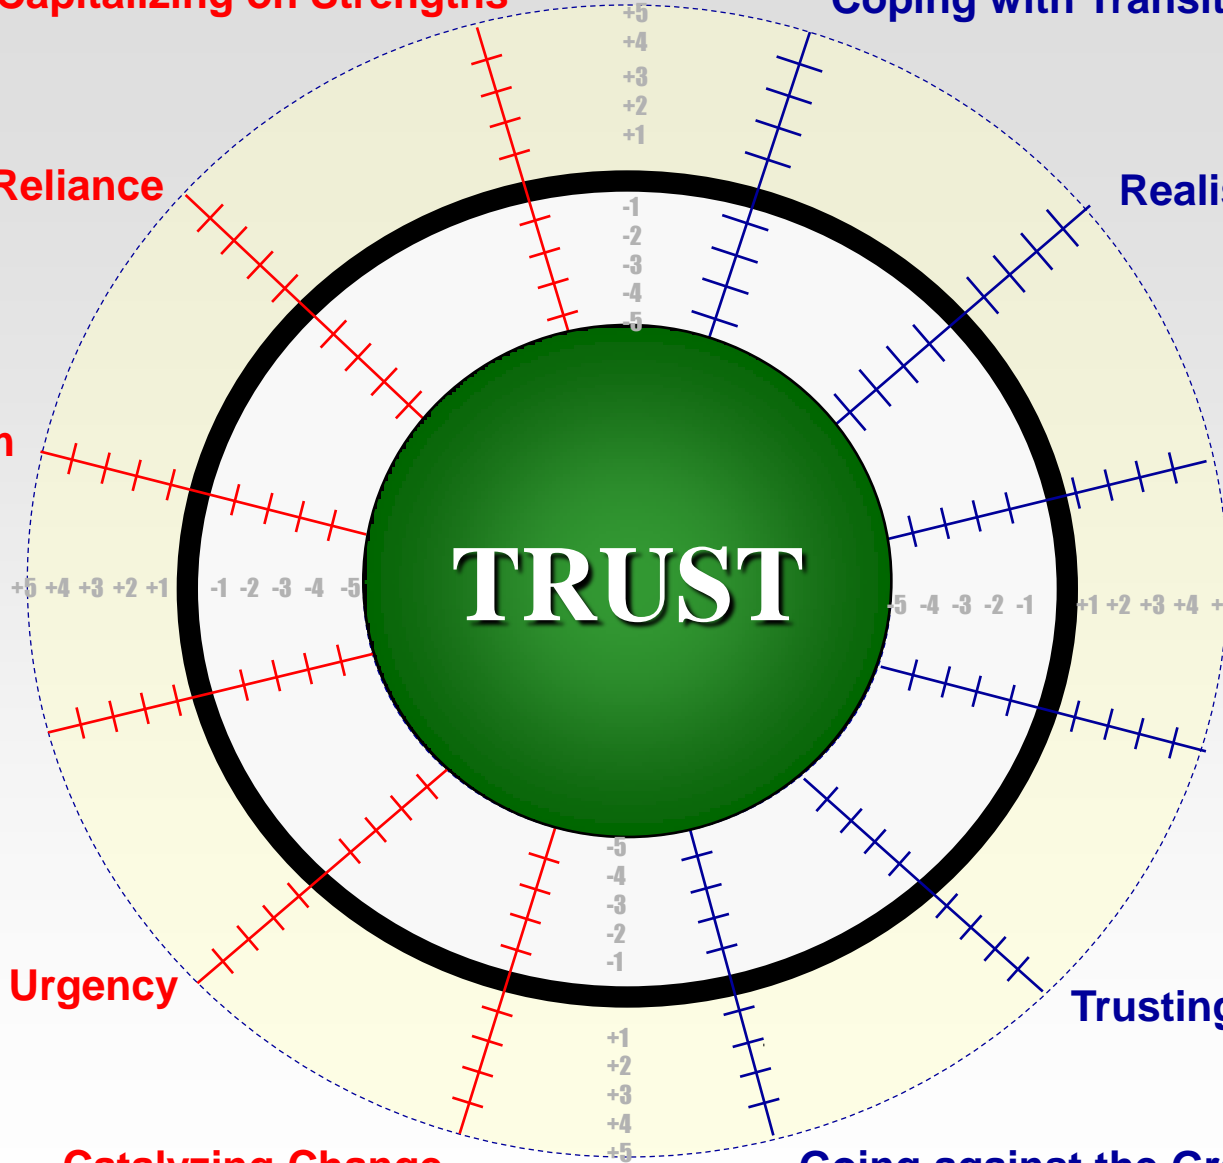 Capitalizing on Strengths
Coping with Transit
+5
+4
+3
+2
+1
Reliance
Realis
-1
-2
-3
-4
-5
n
TRUST
+5 +4 +3 +2 +1 -1 -2 -3 -4 -5
-5 -4 -3 -2 -1 +1 +2 +3 +4 +
-5
-4
-3
-2
-1
Urgency
Trusting
+1
+2
+3
+4
+5
Catalyzing Change
Going against the Gr